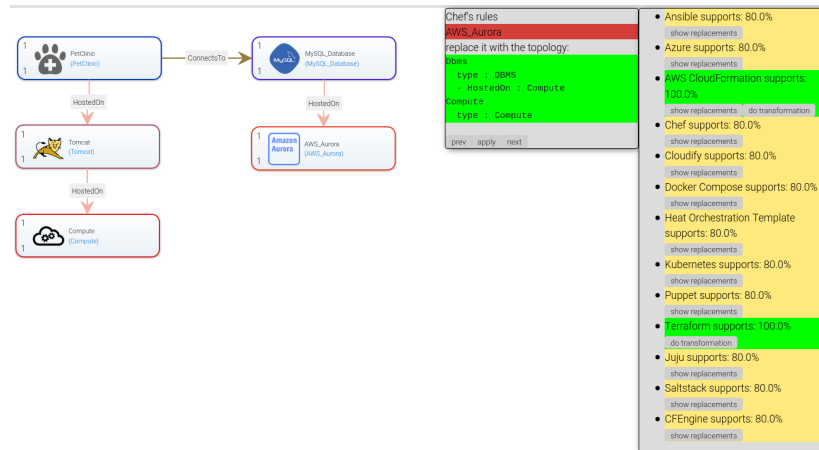 1
PetClinic
(PetClinic)
1
ConnectsTo
1
MySQL
MySQL_Database
(MySQL_Database)
1
HostedOn
HostedOn
1
Tomcat
(Tomcat)
1
1
Amazon
Aurora
AWS_Aurora
(AWS_Aurora)
1
HostedOn
1
Compute
(Compute)
1
Chef's rules
AWS_Aurora
replace it with the topology:
Dbms
type : DBMS
- HostedOn : Compute
Compute
type : Compute
prev apply next
Ansible supports: 80.0%
show replacements
Azure supports: 80.0%
show replacements
AWS CloudFormation supports:
100.0%
show replacements do transformation
Chef supports: 80.0%
show replacements
Cloudify supports: 80.0%
show replacements
Docker Compose supports: 80.0%
show replacements
Heat Orchestration Template
supports: 80.0%
show replacements
Kubernetes supports: 80.0%
show replacements
Puppet supports: 80.0%
show replacements
Terraform supports: 100.0%
do transformation
Juju supports: 80.0%
show replacements
Saltstack supports: 80.0%
show replacements
CFEngine supports: 80.0%
show replacements